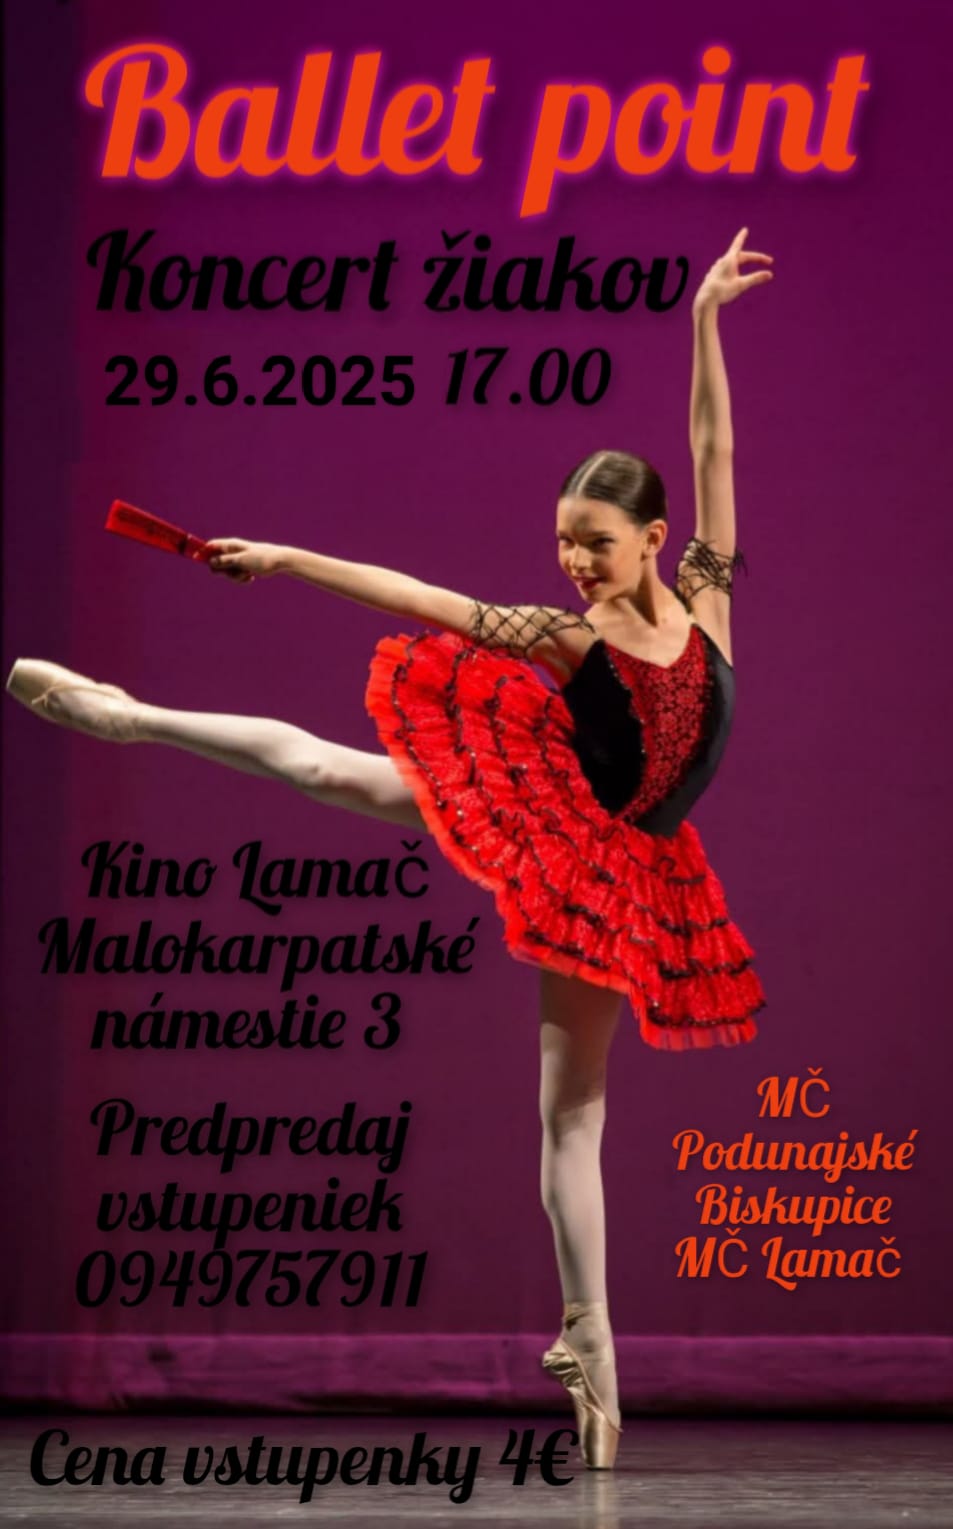 Ballet point
Koncert žiakov
29.6.2025 17.00
Kino Lamač
Malokarpatské
námestie 3
Predpredaj
vstupeniek
0949757911
MČ
Podunajské
Biskupice
MČ Lamač
Cena vstupenky 4€